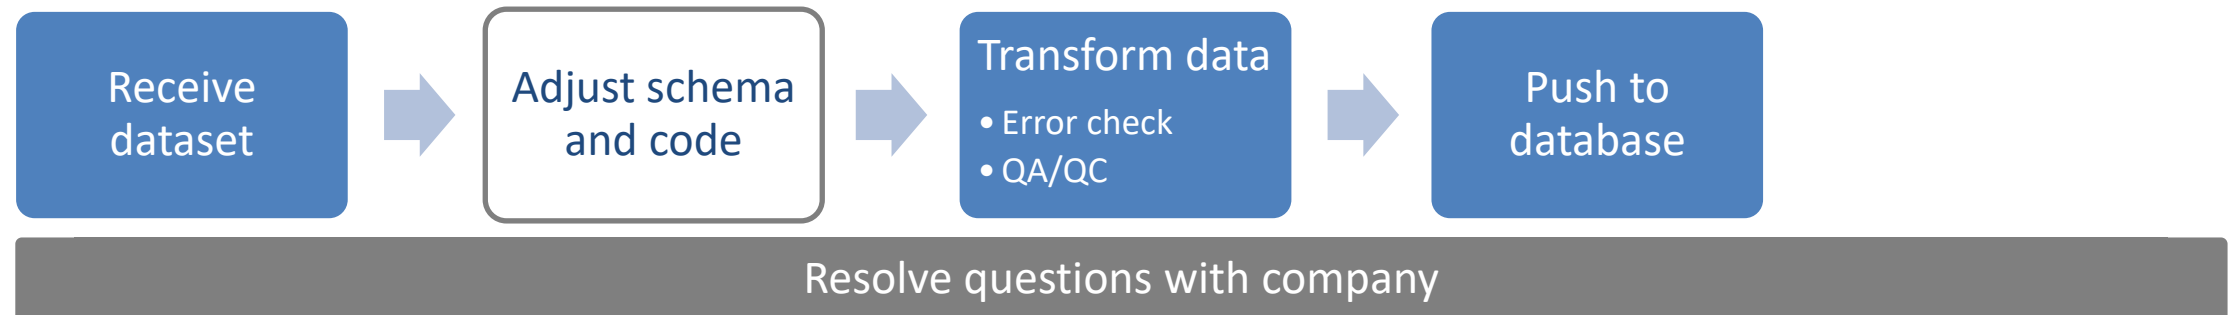 Receive
dataset
Adjust schema
and code
Transform data
• Error check
• QA/QC
Push to
database
Resolve questions with company